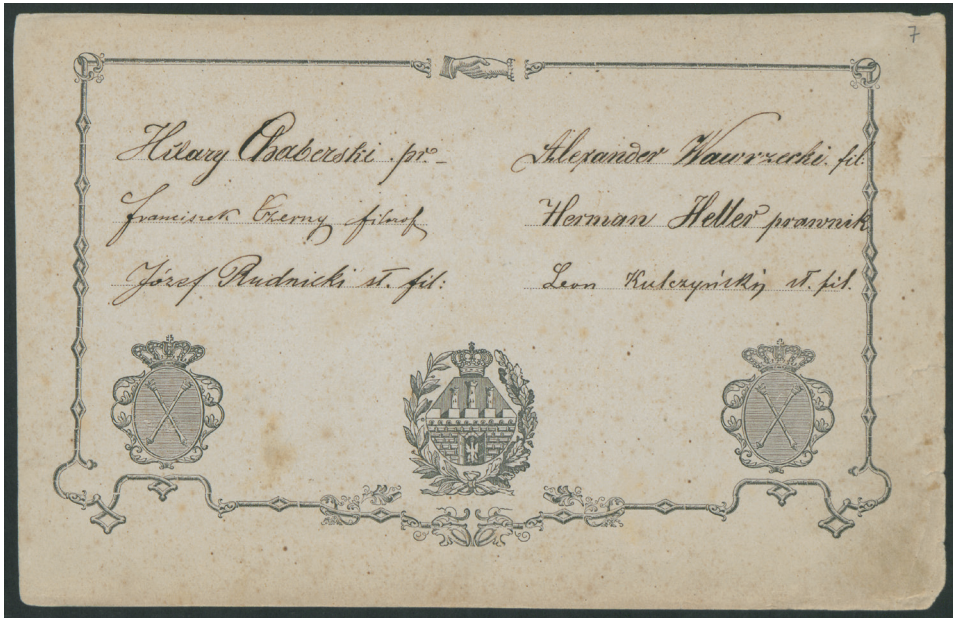 7
Hilary Chaberski . pr. –
Franciszek Czerny filozof
Józef Rudnicki st. fil:
Alexander Wawrzecki. fil.
Herman Heller prawnik
Leon Kulczyński st. fil.